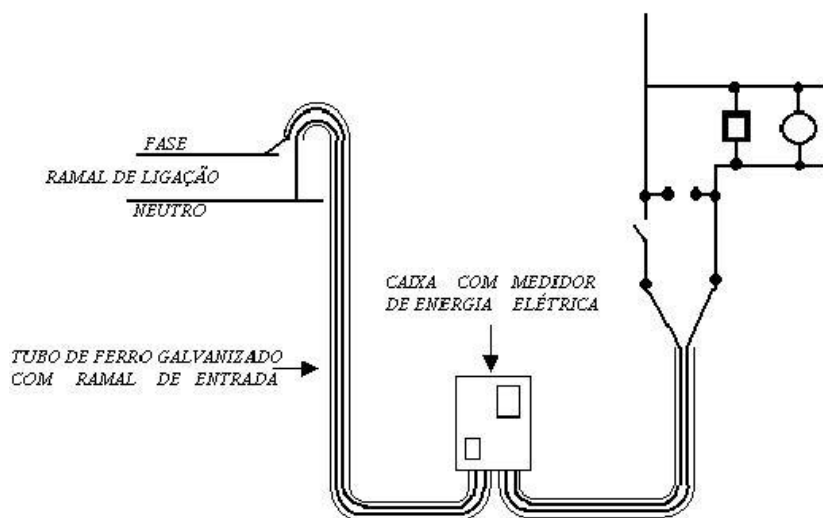 FASE
RAMAL DE LIGAÇÃO
NEUTRO
CAIXA COM MEDIDOR
DE ENERGIA ELÉTRICA
TUBO DE FERRO GALVANIZADO
COM RAMAL DE ENTRADA